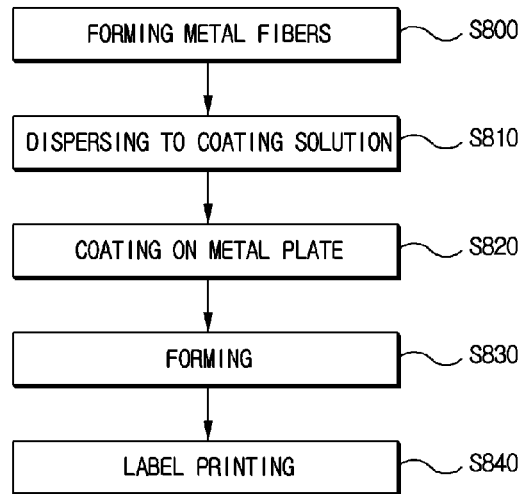 FORMING METAL FIBERS S800
DISPERSING TO COATING SOLUTION S810
COATING ON METAL PLATE S820
FORMING S830
LABEL PRINTING S840